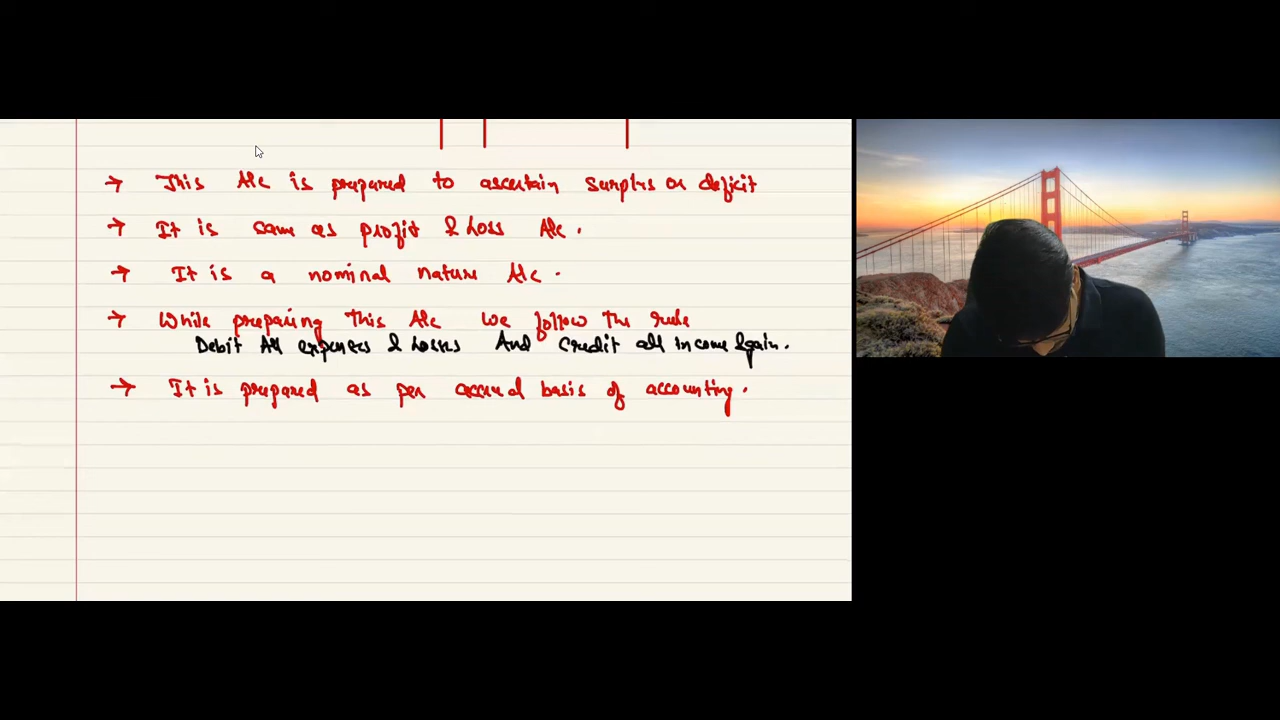 → This A/c is prepared to ascertain surplus or deficit
→ It is same as profit & Loss A/c.
→ It is a nominal nature A/c.
→ While preparing this A/c we follow the rule
Debit All expenses & Losses And Credit all income & gain.
→ It is prepared as per accrual basis of accounting.